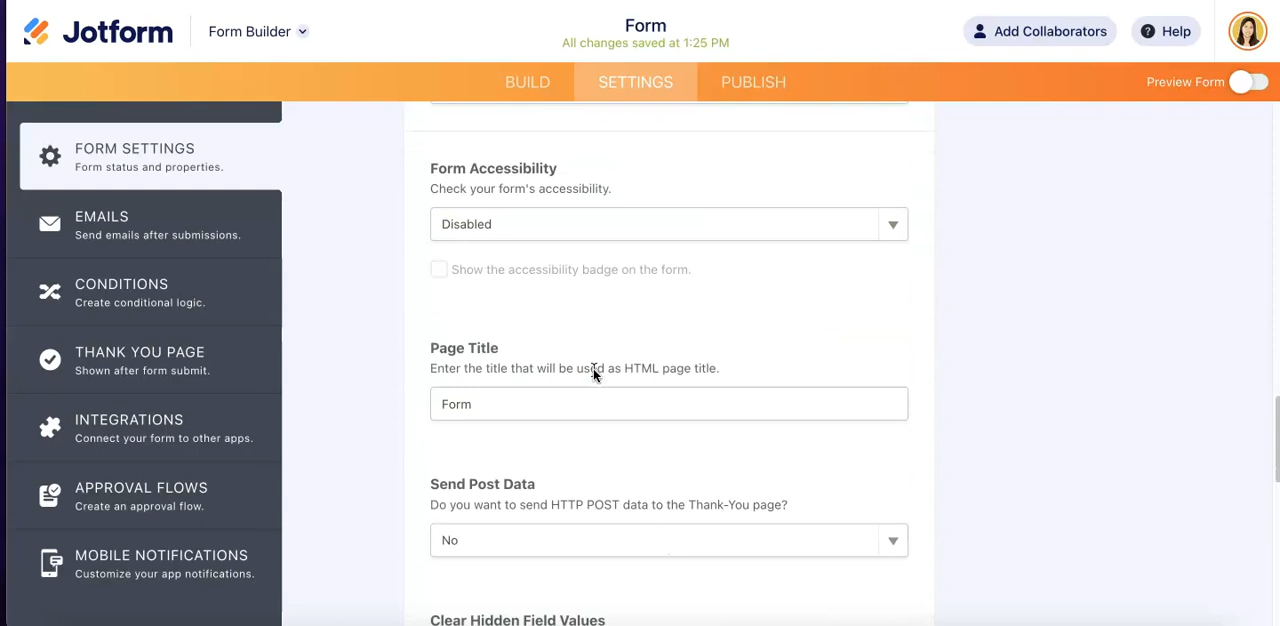 Jotform
Form Builder
Form
All changes saved at 1:25 PM
Add Collaborators
Help
BUILD
SETTINGS
PUBLISH
Preview Form
FORM SETTINGS
Form status and properties.
EMAILS
Send emails after submissions.
CONDITIONS
Create conditional logic.
THANK YOU PAGE
Shown after form submit.
INTEGRATIONS
Connect your form to other apps.
APPROVAL FLOWS
Create an approval flow.
MOBILE NOTIFICATIONS
Customize your app notifications.
Form Accessibility
Check your form's accessibility.
Disabled
Show the accessibility badge on the form.
Page Title
Enter the title that will be used as HTML page title.
Form
Send Post Data
Do you want to send HTTP POST data to the Thank-You page?
No
Clear Hidden Field Values